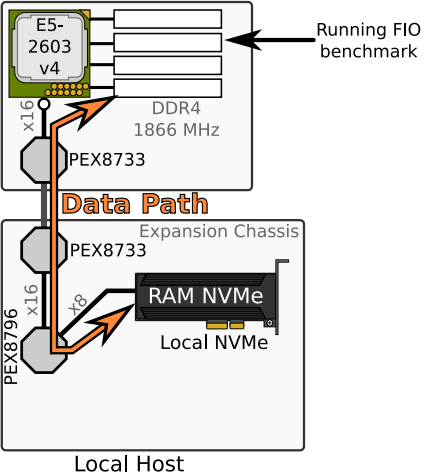 E5-
2603
v4
Running FIO
benchmark
x16
DDR4
1866 MHz
PEX8733
Data Path
Expansion Chassis
PEX8733
x16
x8
RAM NVMe
PEX8796
Local NVMe
Local Host